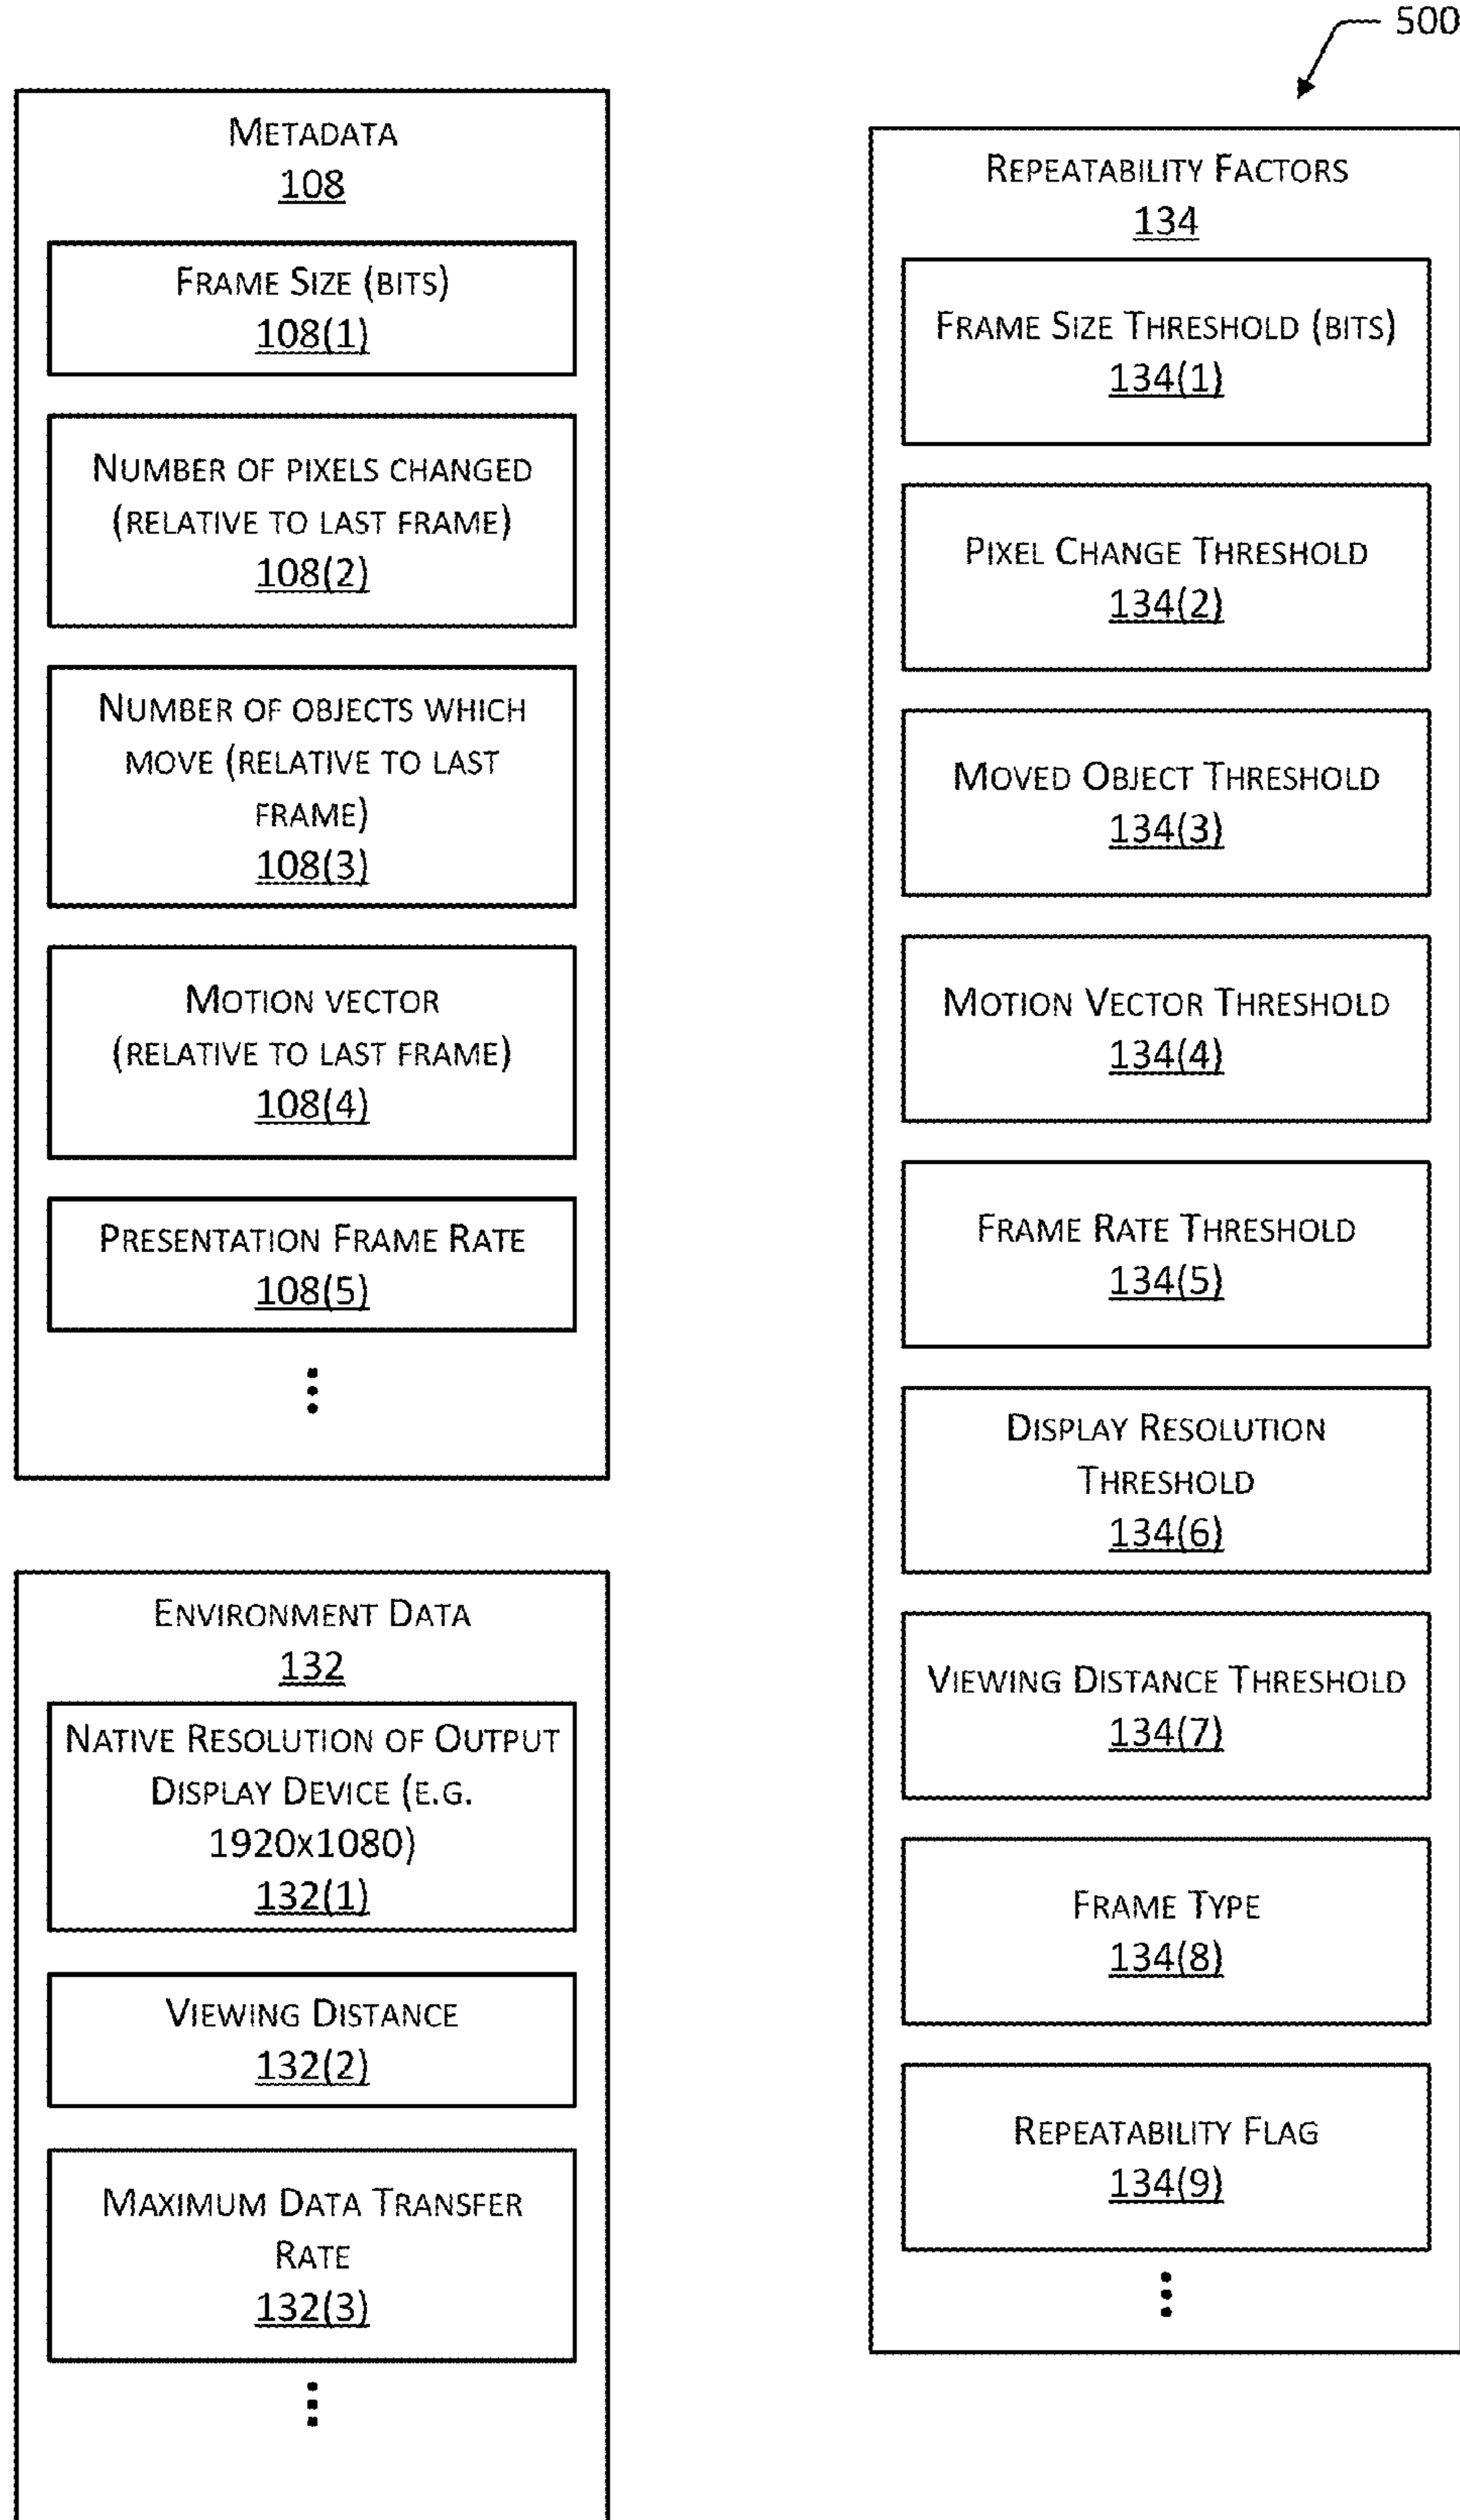 500
METADATA
108
FRAME SIZE (BITS)
108(1)
NUMBER OF PIXELS CHANGED
(RELATIVE TO LAST FRAME)
108(2)
NUMBER OF OBJECTS WHICH
MOVE (RELATIVE TO LAST
FRAME)
108(3)
MOTION VECTOR
(RELATIVE TO LAST FRAME)
108(4)
PRESENTATION FRAME RATE
108(5)
ENVIRONMENT DATA
132
NATIVE RESOLUTION OF OUTPUT
DISPLAY DEVICE (E.G.
1920X1080)
132(1)
VIEWING DISTANCE
132(2)
MAXIMUM DATA TRANSFER
RATE
132(3)
REPEATABILITY FACTORS
134
FRAME SIZE THRESHOLD (BITS)
134(1)
PIXEL CHANGE THRESHOLD
134(2)
MOVED OBJECT THRESHOLD
134(3)
MOTION VECTOR THRESHOLD
134(4)
FRAME RATE THRESHOLD
134(5)
DISPLAY RESOLUTION
THRESHOLD
134(6)
VIEWING DISTANCE THRESHOLD
134(7)
FRAME TYPE
134(8)
REPEATABILITY FLAG
134(9)